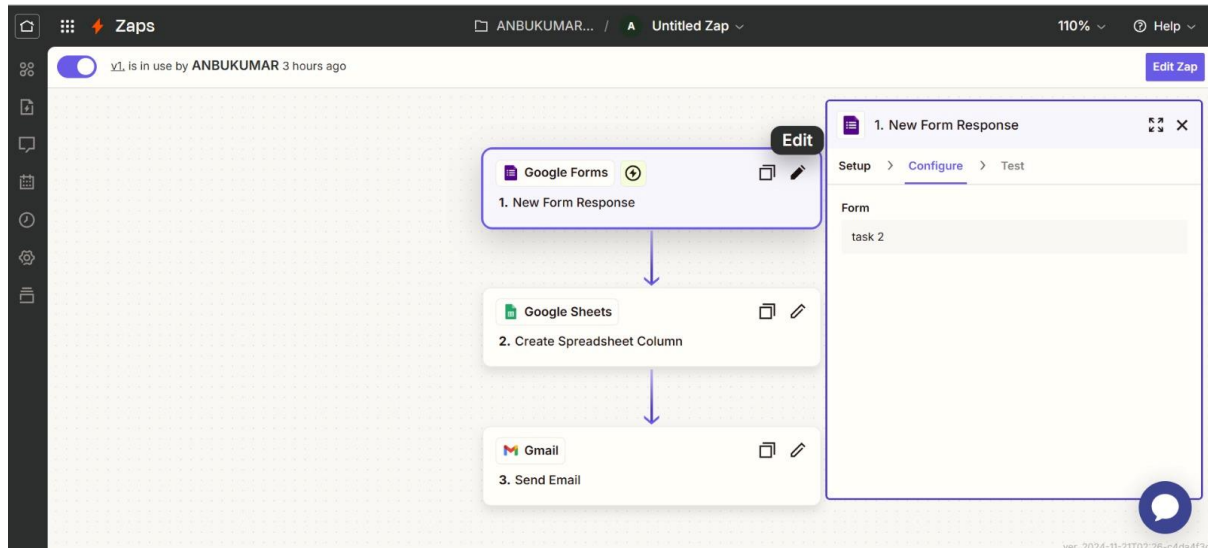 Zaps
ANBUKUMAR... / A Untitled Zap
110%
Help
v1. is in use by ANBUKUMAR 3 hours ago
Edit Zap
1. New Form Response
Edit
Setup > Configure > Test
Google Forms
1. New Form Response
Form
task 2
Google Sheets
2. Create Spreadsheet Column
Gmail
3. Send Email